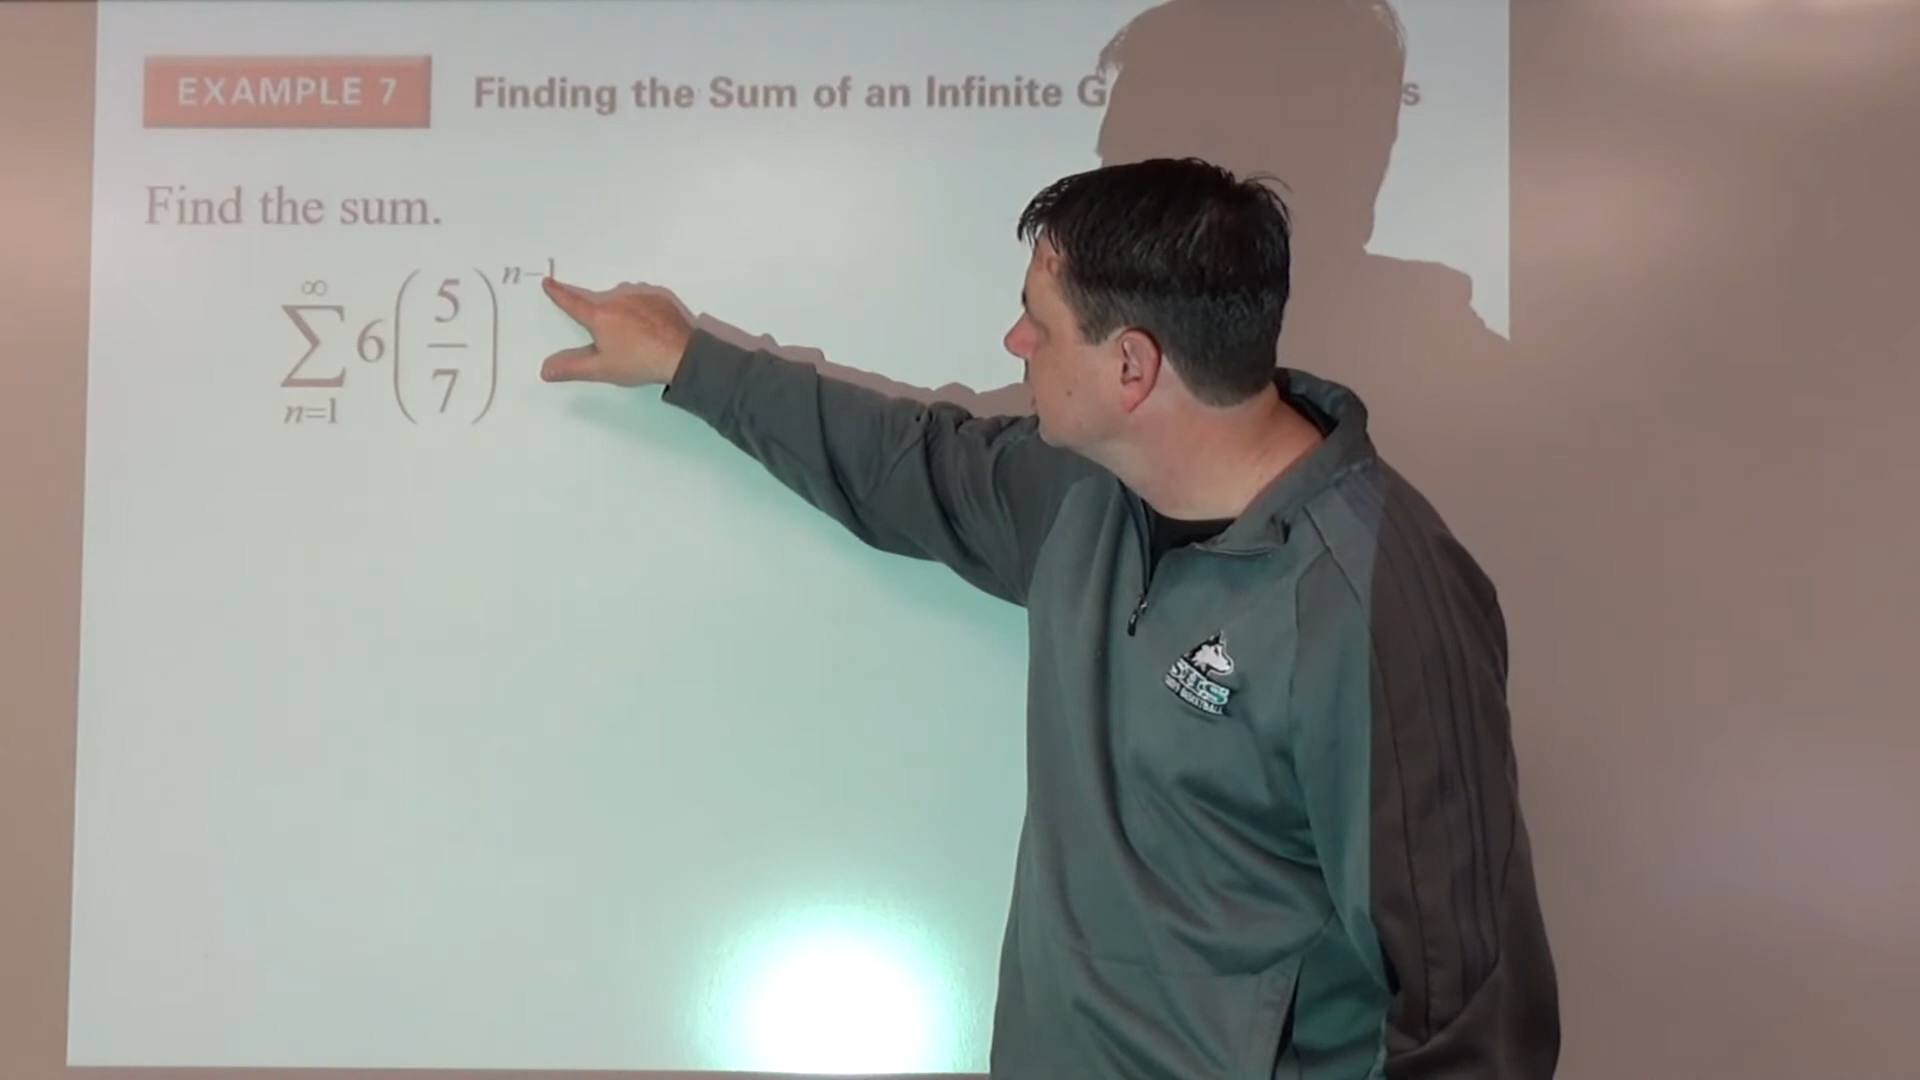 EXAMPLE 7 Finding the Sum of an Infinite
Find the sum.
∞
∑ 6(5/7)^(n-1)
n=1